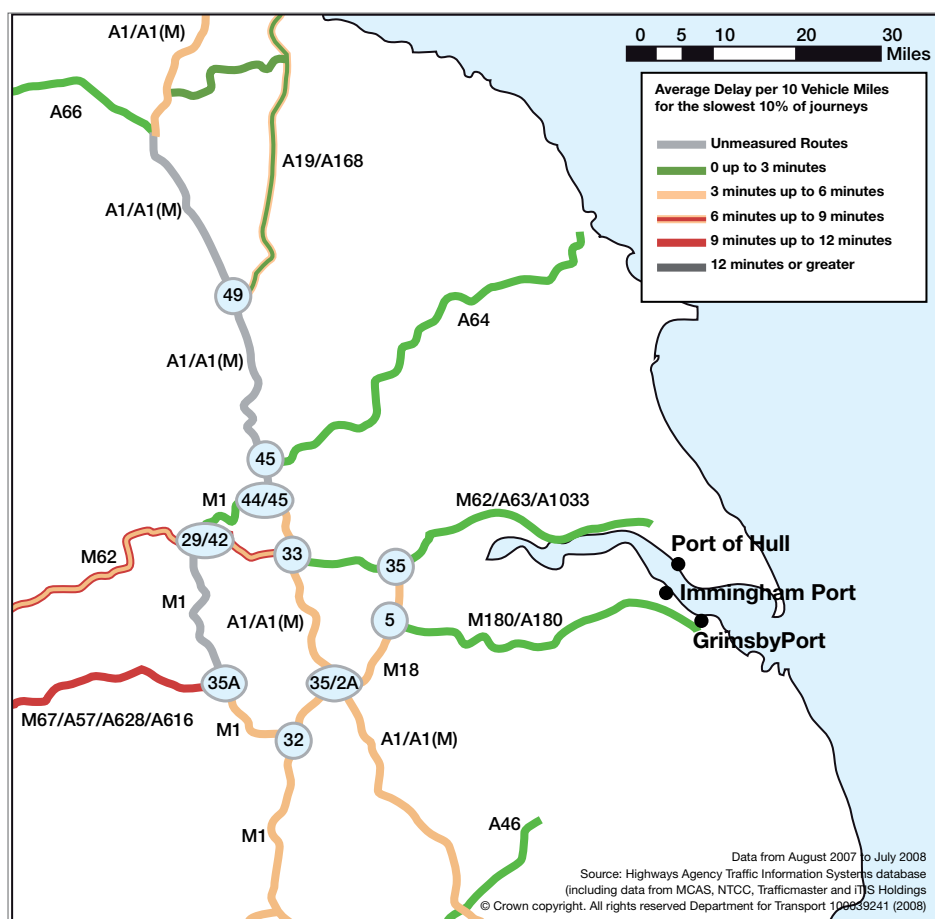 A1/A1(M)
0 5 10 20 30
Miles
Average Delay per 10 Vehicle Miles
for the slowest 10% of journeys
Unmeasured Routes
0 up to 3 minutes
3 minutes up to 6 minutes
6 minutes up to 9 minutes
9 minutes up to 12 minutes
12 minutes or greater
A66
A19/A168
A1/A1(M)
49
A64
A1/A1(M)
45
44/45
M1
M62/A63/A1033
29/42
33
35
Port of Hull
M62
Immingham Port
M1
A1/A1(M)
5
M180/A180
GrimsbyPort
M18
35A
35/2A
M67/A57/A628/A616
M1
32
A1/A1(M)
M1
A46
Data from August 2007 to July 2008
Source: Highways Agency Traffic Information Systems database
(including data from MCAS, NTCC, Trafficmaster and iTIS Holdings
© Crown copyright. All rights reserved Department for Transport 100039241 (2008)